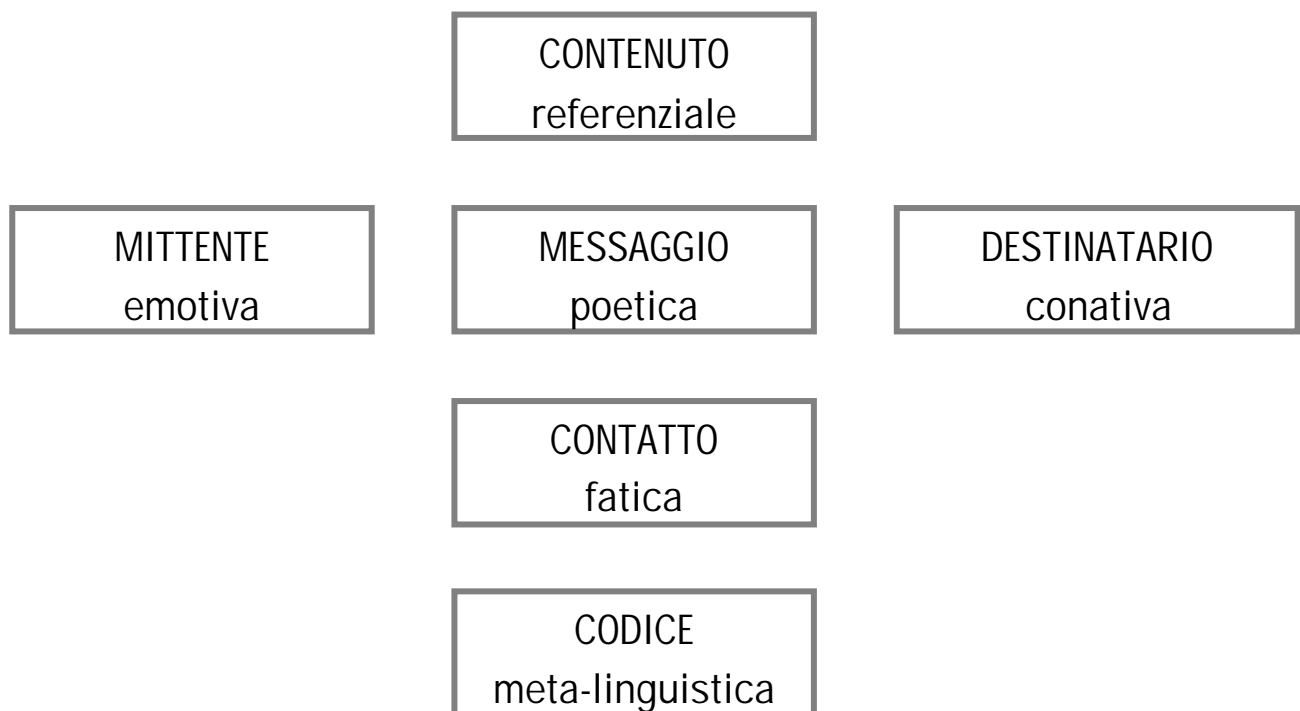 CONTENUTO
referenziale
MITTENTE
emotiva
MESSAGGIO
poetica
DESTINATARIO
conativa
CONTATTO
fatica
CODICE
meta-linguistica